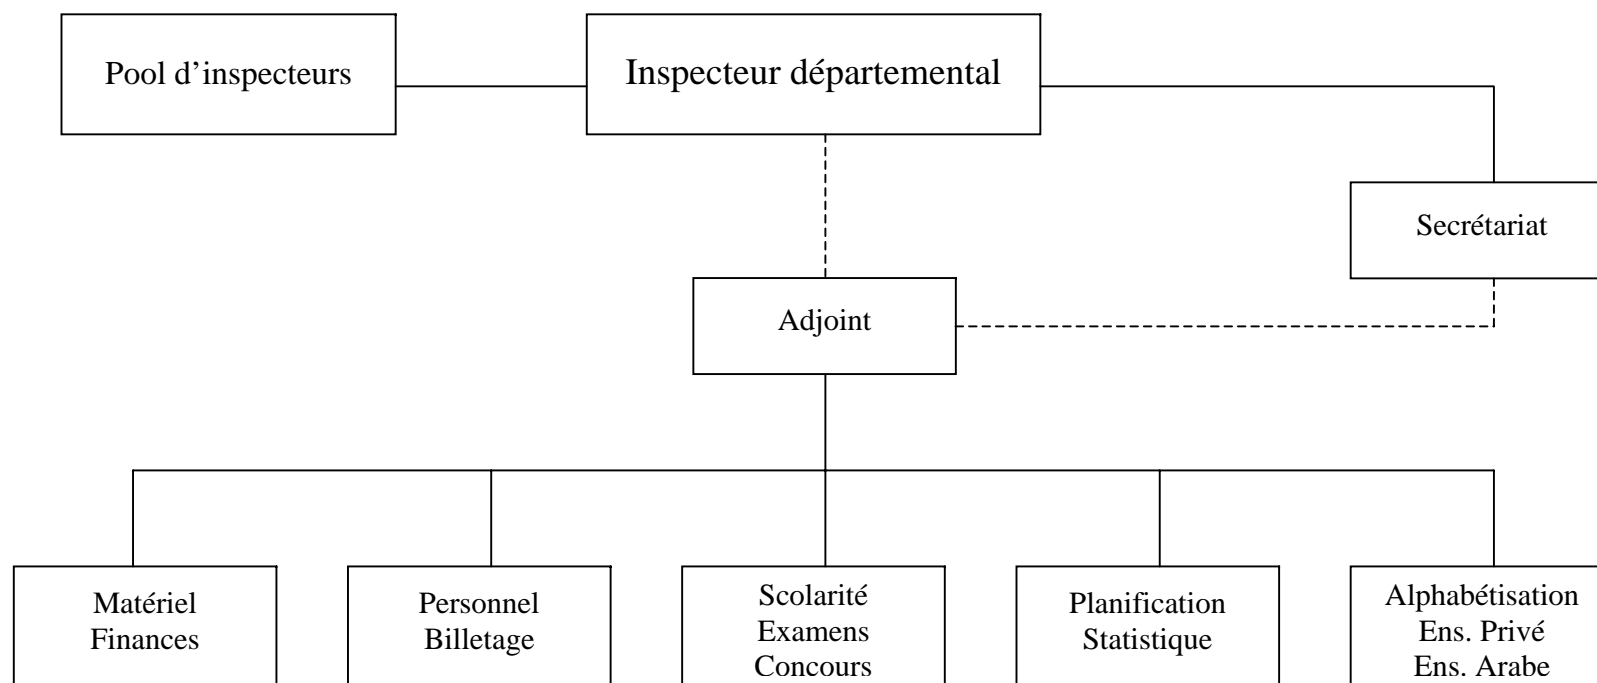 Pool d’inspecteurs
Inspecteur départemental
Secrétariat
Adjoint
Matériel
Finances
Personnel
Billetage
Scolarité
Examens
Concours
Planification
Statistique
Alphabétisation
Ens. Privé
Ens. Arabe